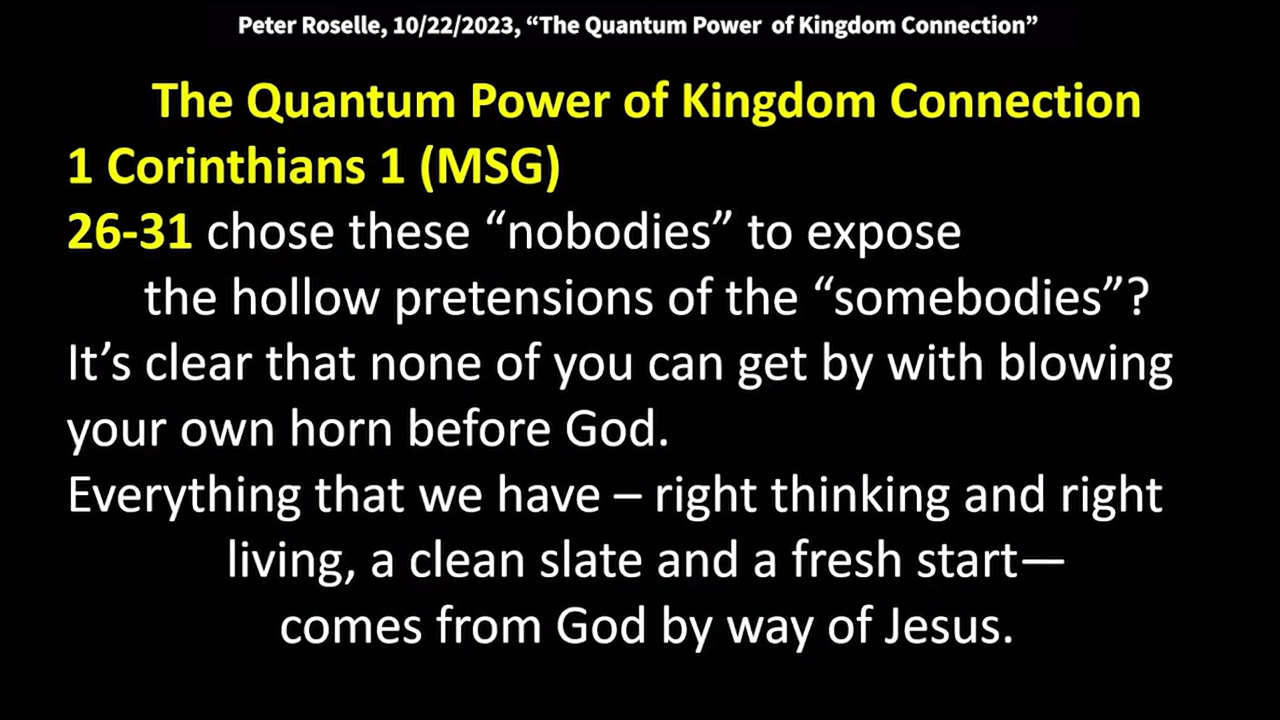 Peter Roselle, 10/22/2023, “The Quantum Power of Kingdom Connection”
The Quantum Power of Kingdom Connection
1 Corinthians 1 (MSG)
26-31 chose these “nobodies” to expose
the hollow pretensions of the “somebodies”?
It’s clear that none of you can get by with blowing
your own horn before God.
Everything that we have – right thinking and right
living, a clean slate and a fresh start—
comes from God by way of Jesus.